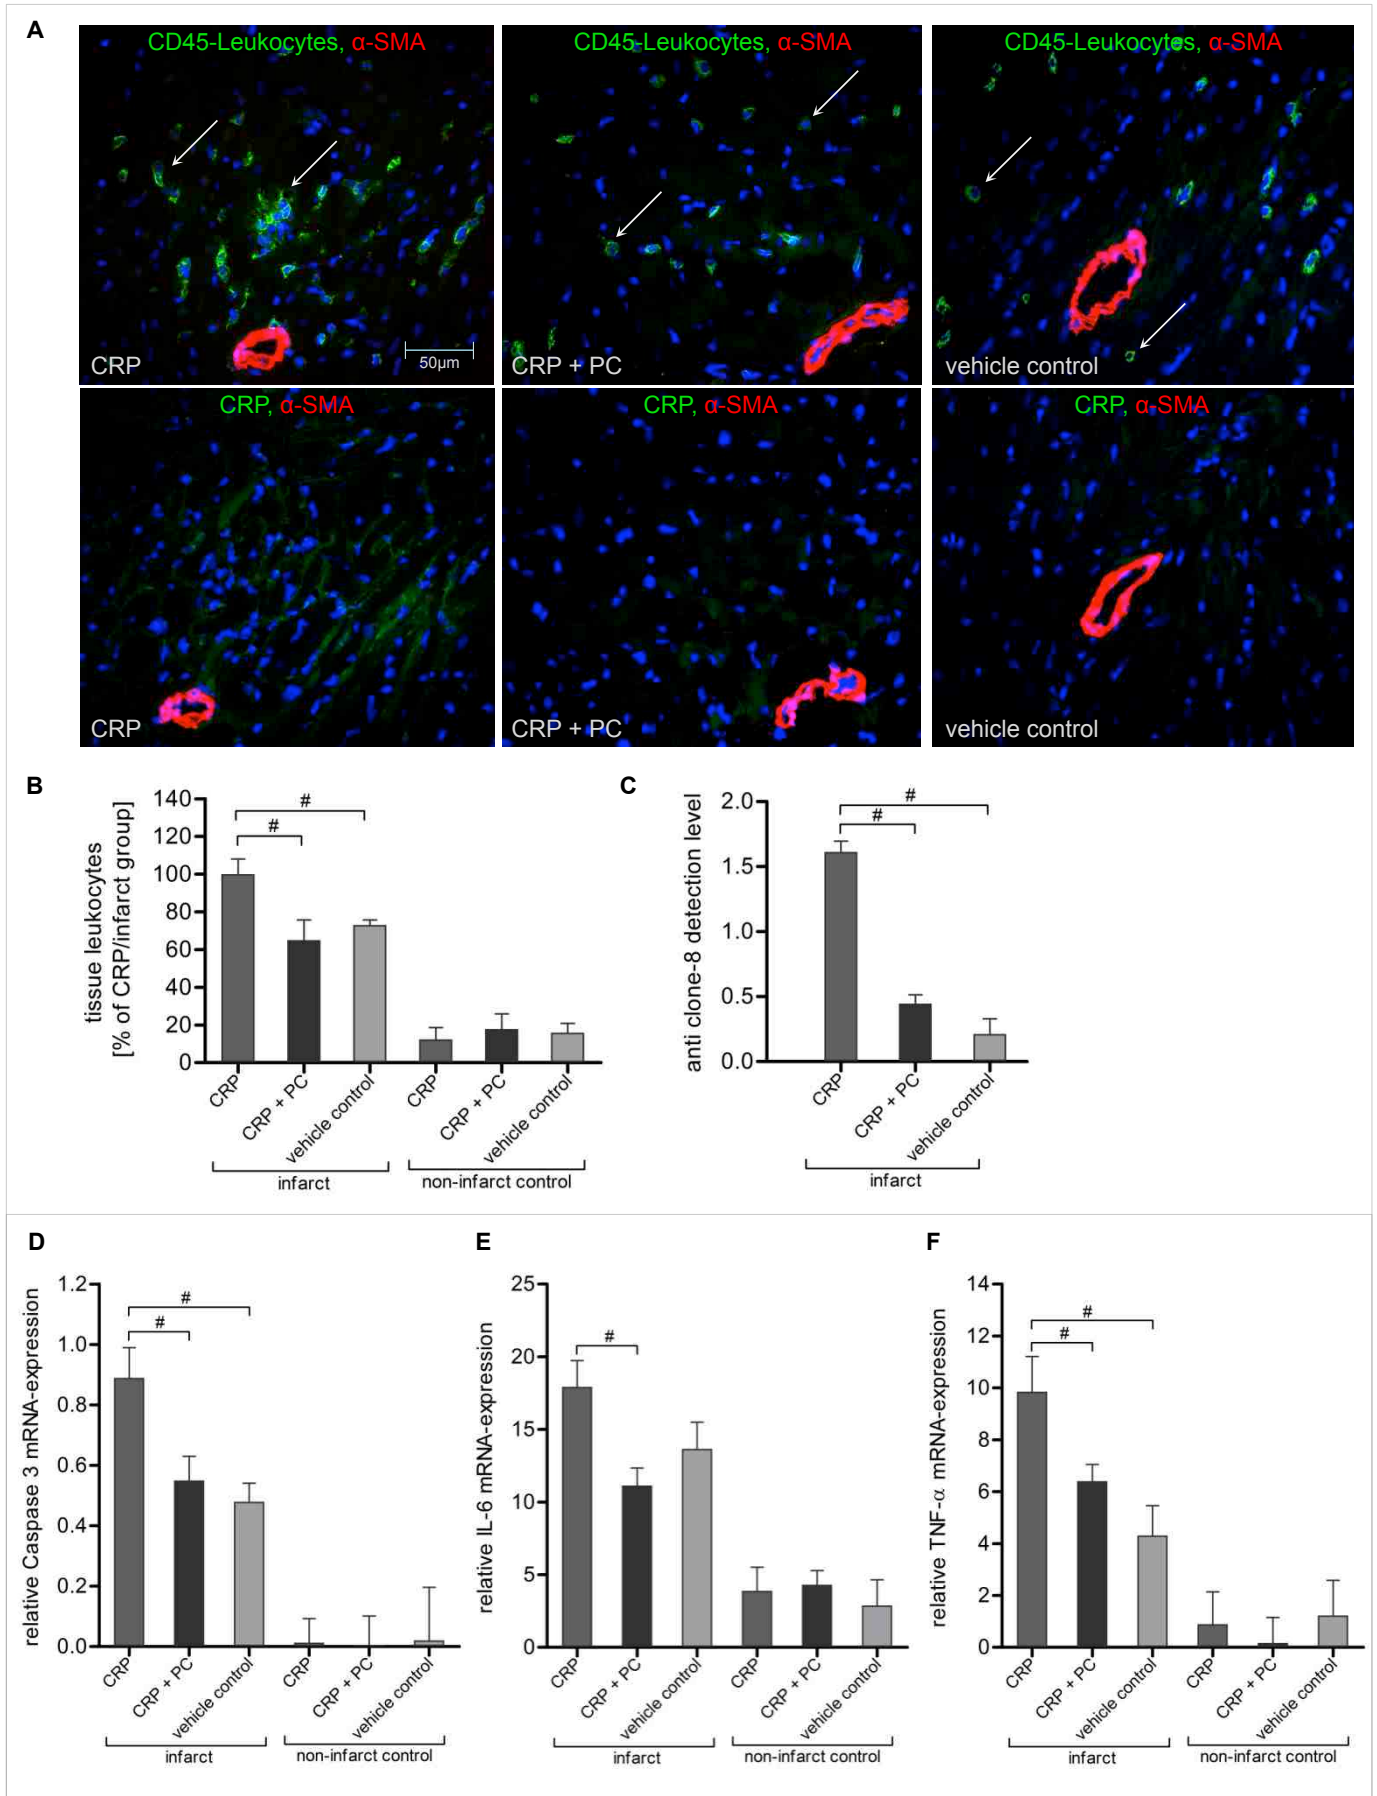 A
CD45-Leukocytes, α-SMA
CRP
50µm
CD45-Leukocytes, α-SMA
CRP + PC
CD45-Leukocytes, α-SMA
vehicle control
CRP, α-SMA
CRP
CRP, α-SMA
CRP + PC
CRP, α-SMA
vehicle control
B
tissue leukocytes
[% of CRP/infarct group]
140
120
100
80
60
40
20
0
#
#
CRP
CRP + PC
vehicle control
CRP
CRP + PC
vehicle control
infarct
non-infarct control
C
anti clone-8 detection level
2.0
1.5
1.0
0.5
0.0
#
#
CRP
CRP + PC
vehicle control
infarct
D
relative Caspase 3 mRNA-expression
1.2
1.0
0.8
0.6
0.4
0.2
0.0
#
#
CRP
CRP + PC
vehicle control
CRP
CRP + PC
vehicle control
infarct
non-infarct control
E
relative IL-6 mRNA-expression
25
20
15
10
5
0
#
CRP
CRP + PC
vehicle control
CRP
CRP + PC
vehicle control
infarct
non-infarct control
F
relative TNF-α mRNA-expression
14
12
10
8
6
4
2
0
#
#
CRP
CRP + PC
vehicle control
CRP
CRP + PC
vehicle control
infarct
non-infarct control